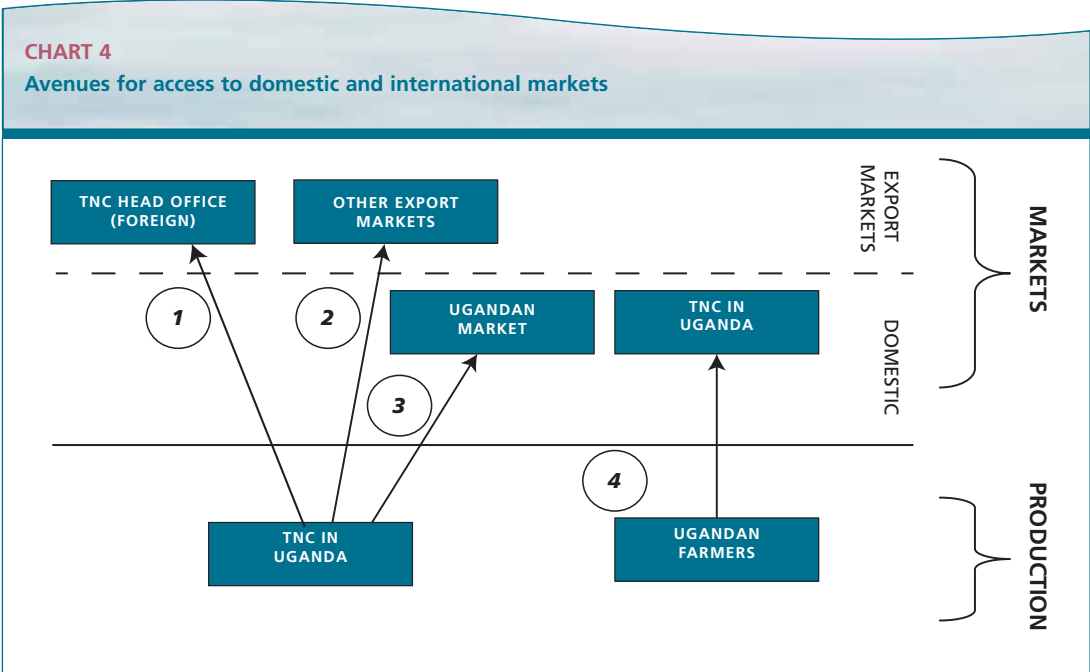 CHART 4
Avenues for access to domestic and international markets
TNC HEAD OFFICE
(FOREIGN)
OTHER EXPORT
MARKETS
EXPORT
MARKETS
MARKETS
1
2
UGANDAN
MARKET
TNC IN
UGANDA
DOMESTIC
3
4
TNC IN
UGANDA
UGANDAN
FARMERS
PRODUCTION